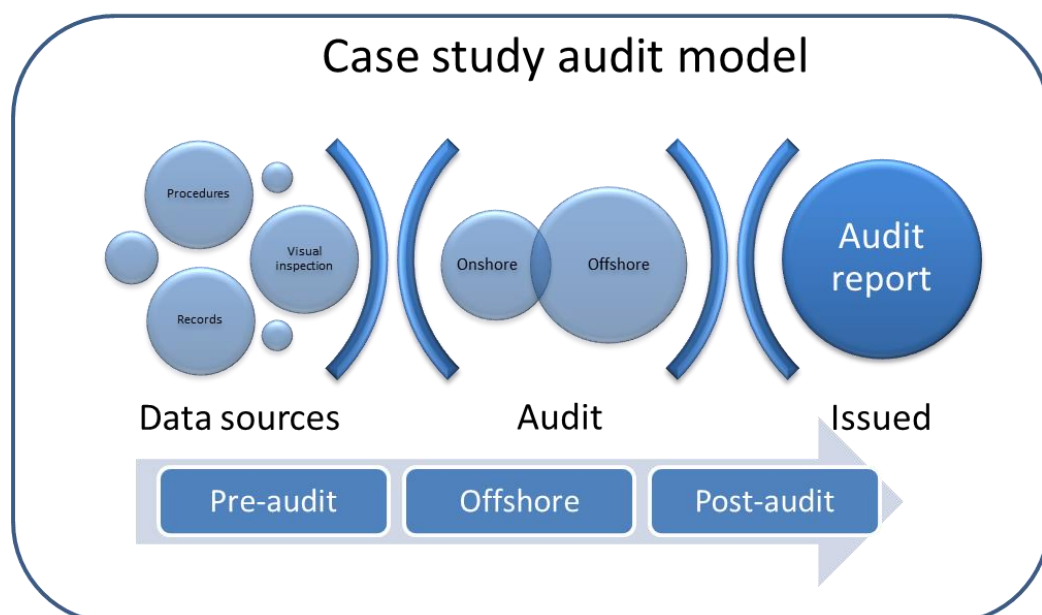 Case study audit model
Procedures
Visual
inspection
Records
Onshore
Offshore
Audit
report
Data sources
Audit
Issued
Pre-audit
Offshore
Post-audit